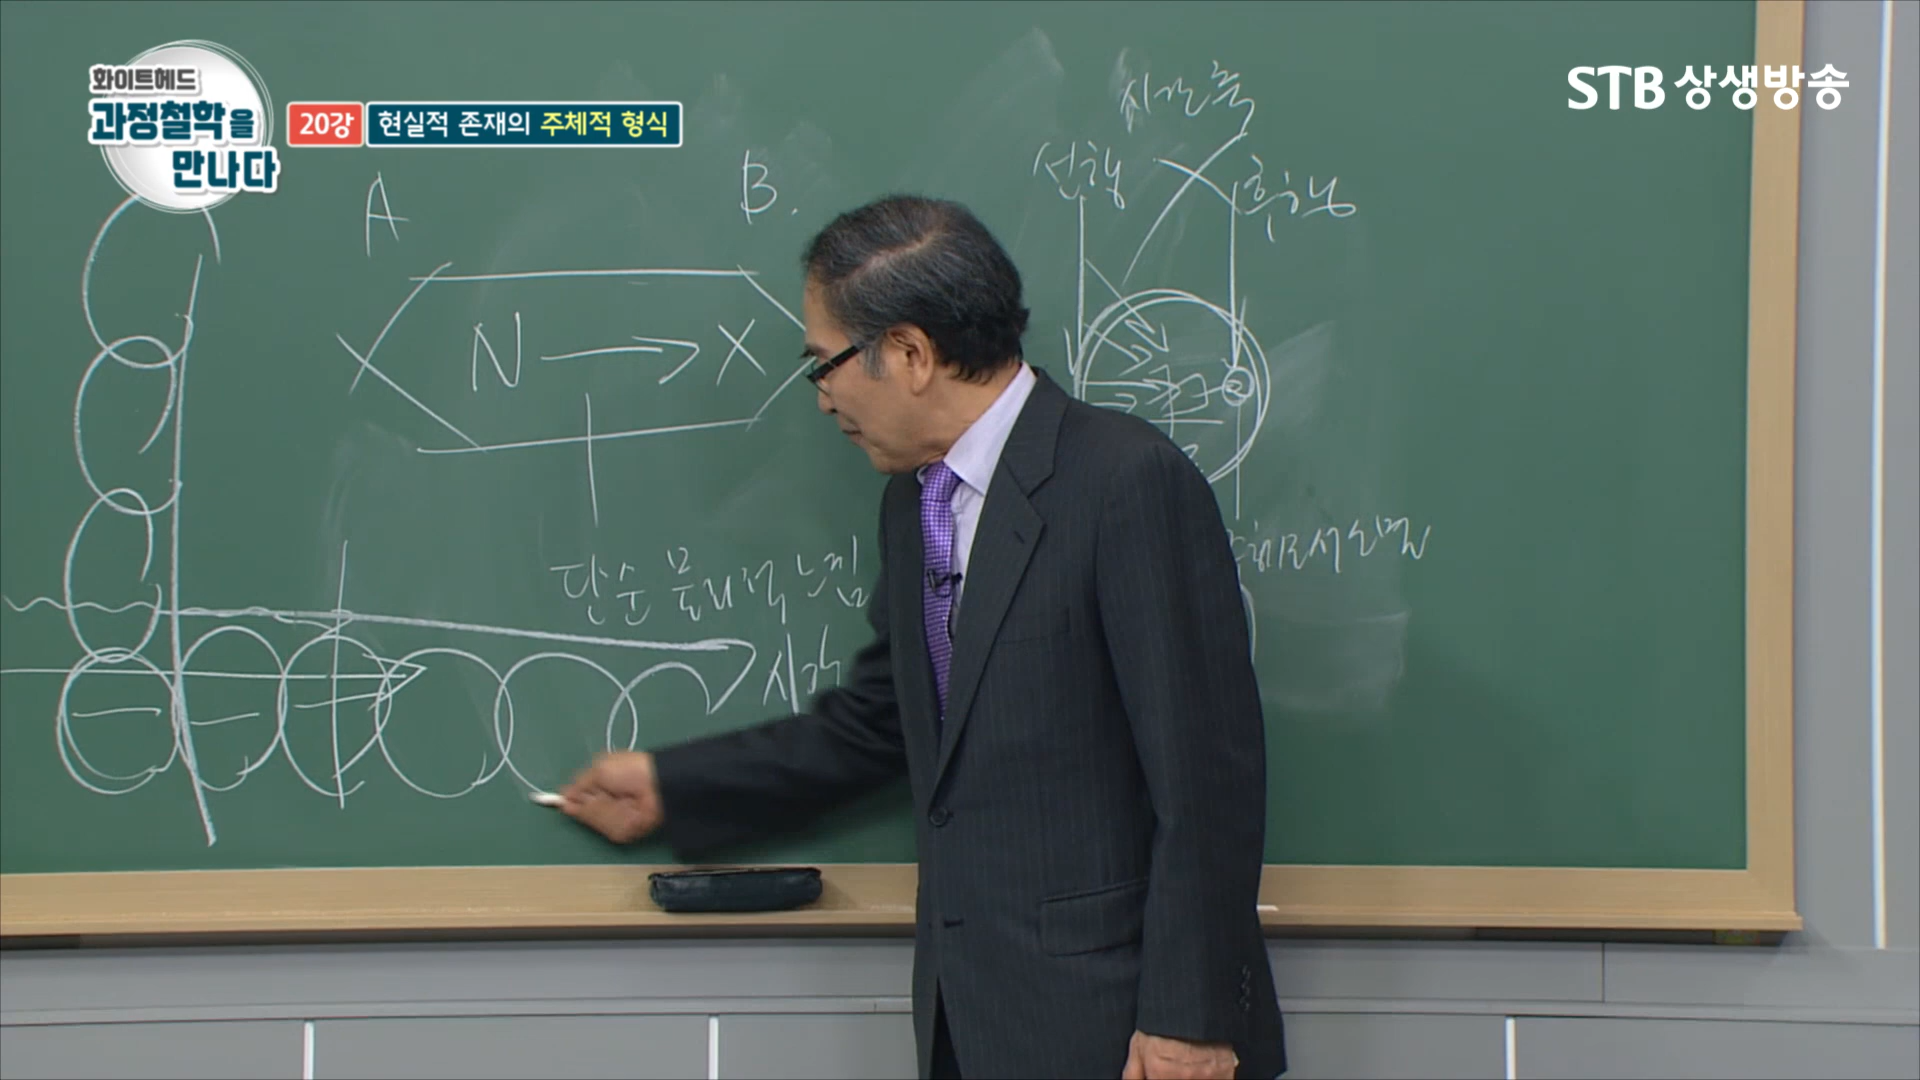 화이트헤드
과정철학을
만나다
20강 현실적 존재의 주체적 형식
STB 상생방송
A
B.
시간축
선행
후행
N → X
단순 물리적 느낌
시간